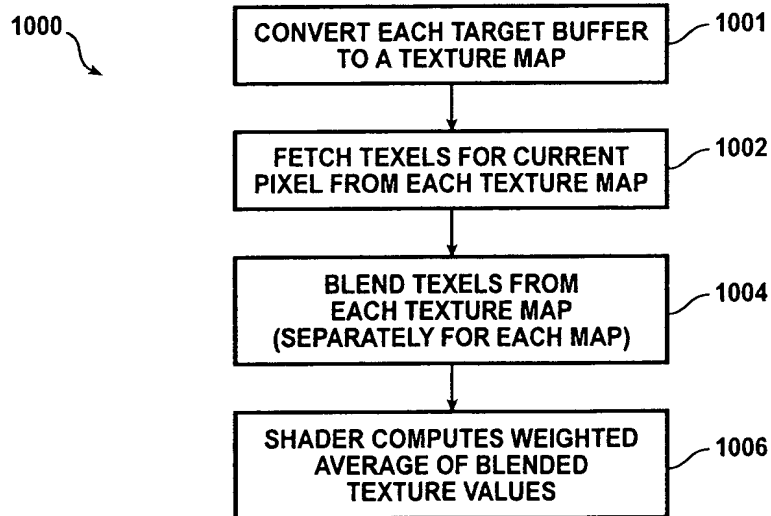 1000
CONVERT EACH TARGET BUFFER
TO A TEXTURE MAP
1001
FETCH TEXELS FOR CURRENT
PIXEL FROM EACH TEXTURE MAP
1002
BLEND TEXELS FROM
EACH TEXTURE MAP
(SEPARATELY FOR EACH MAP)
1004
SHADER COMPUTES WEIGHTED
AVERAGE OF BLENDED
TEXTURE VALUES
1006